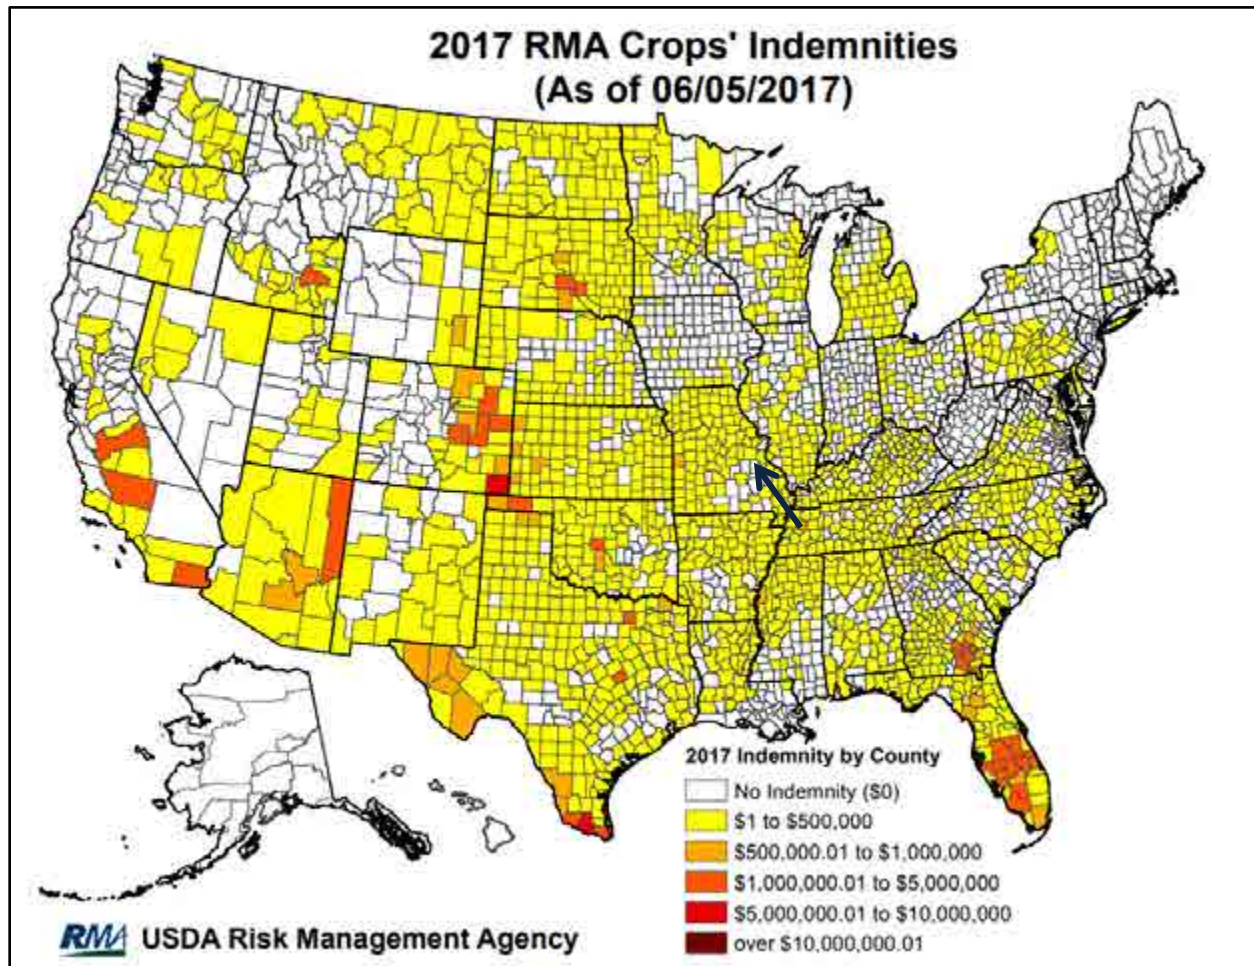 2017 RMA Crops' Indemnities
(As of 06/05/2017)
2017 Indemnity by County
No Indemnity ($0)
$1 to $500,000
$500,000.01 to $1,000,000
$1,000,000.01 to $5,000,000
$5,000,000.01 to $10,000,000
over $10,000,000.01
RMA USDA Risk Management Agency